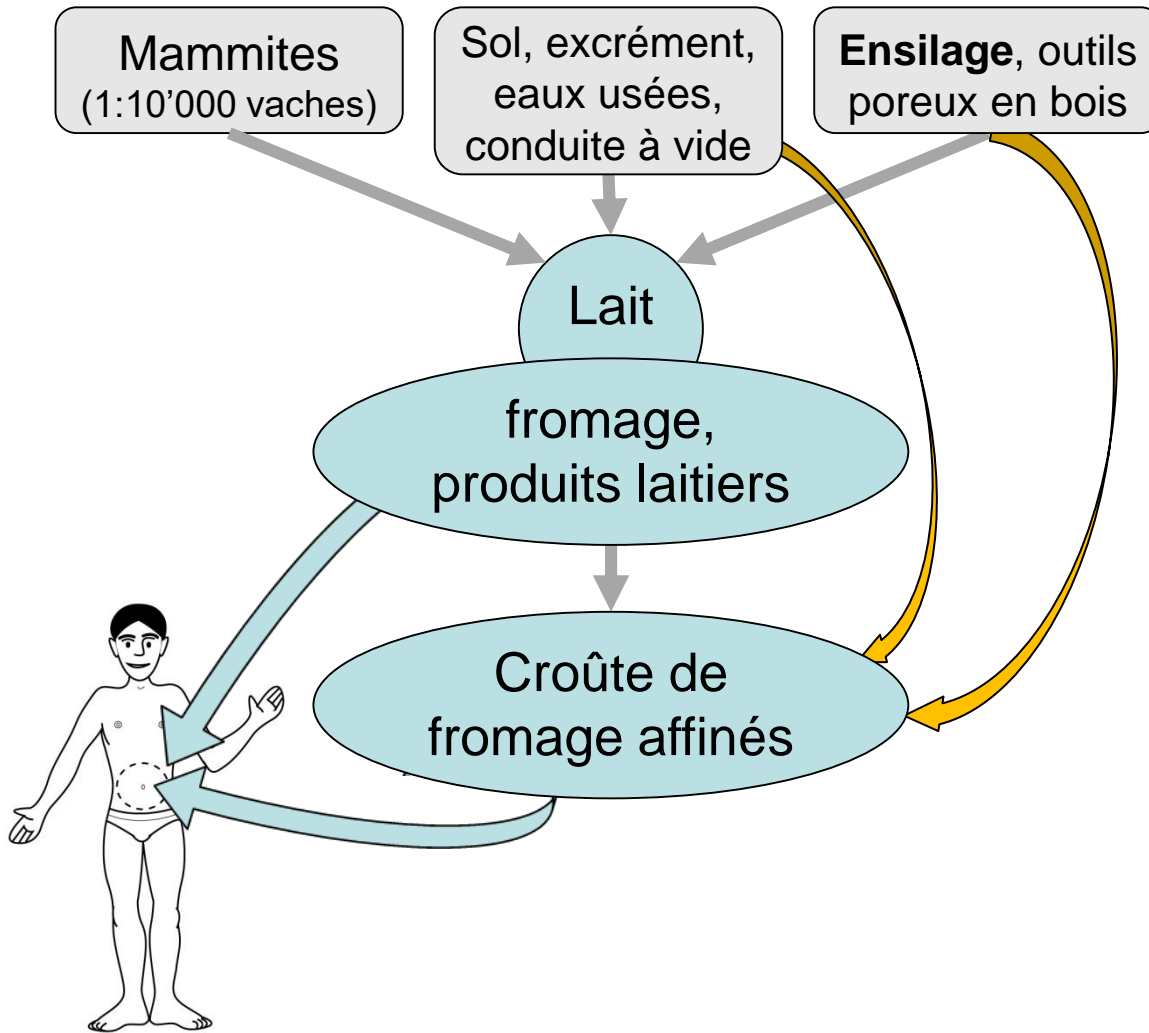 Mammites
(1:10’000 vaches)
Sol, excrément,
eaux usées,
conduite à vide
Ensilage, outils
poreux en bois
Lait
fromage,
produits laitiers
Croûte de
fromage affinés